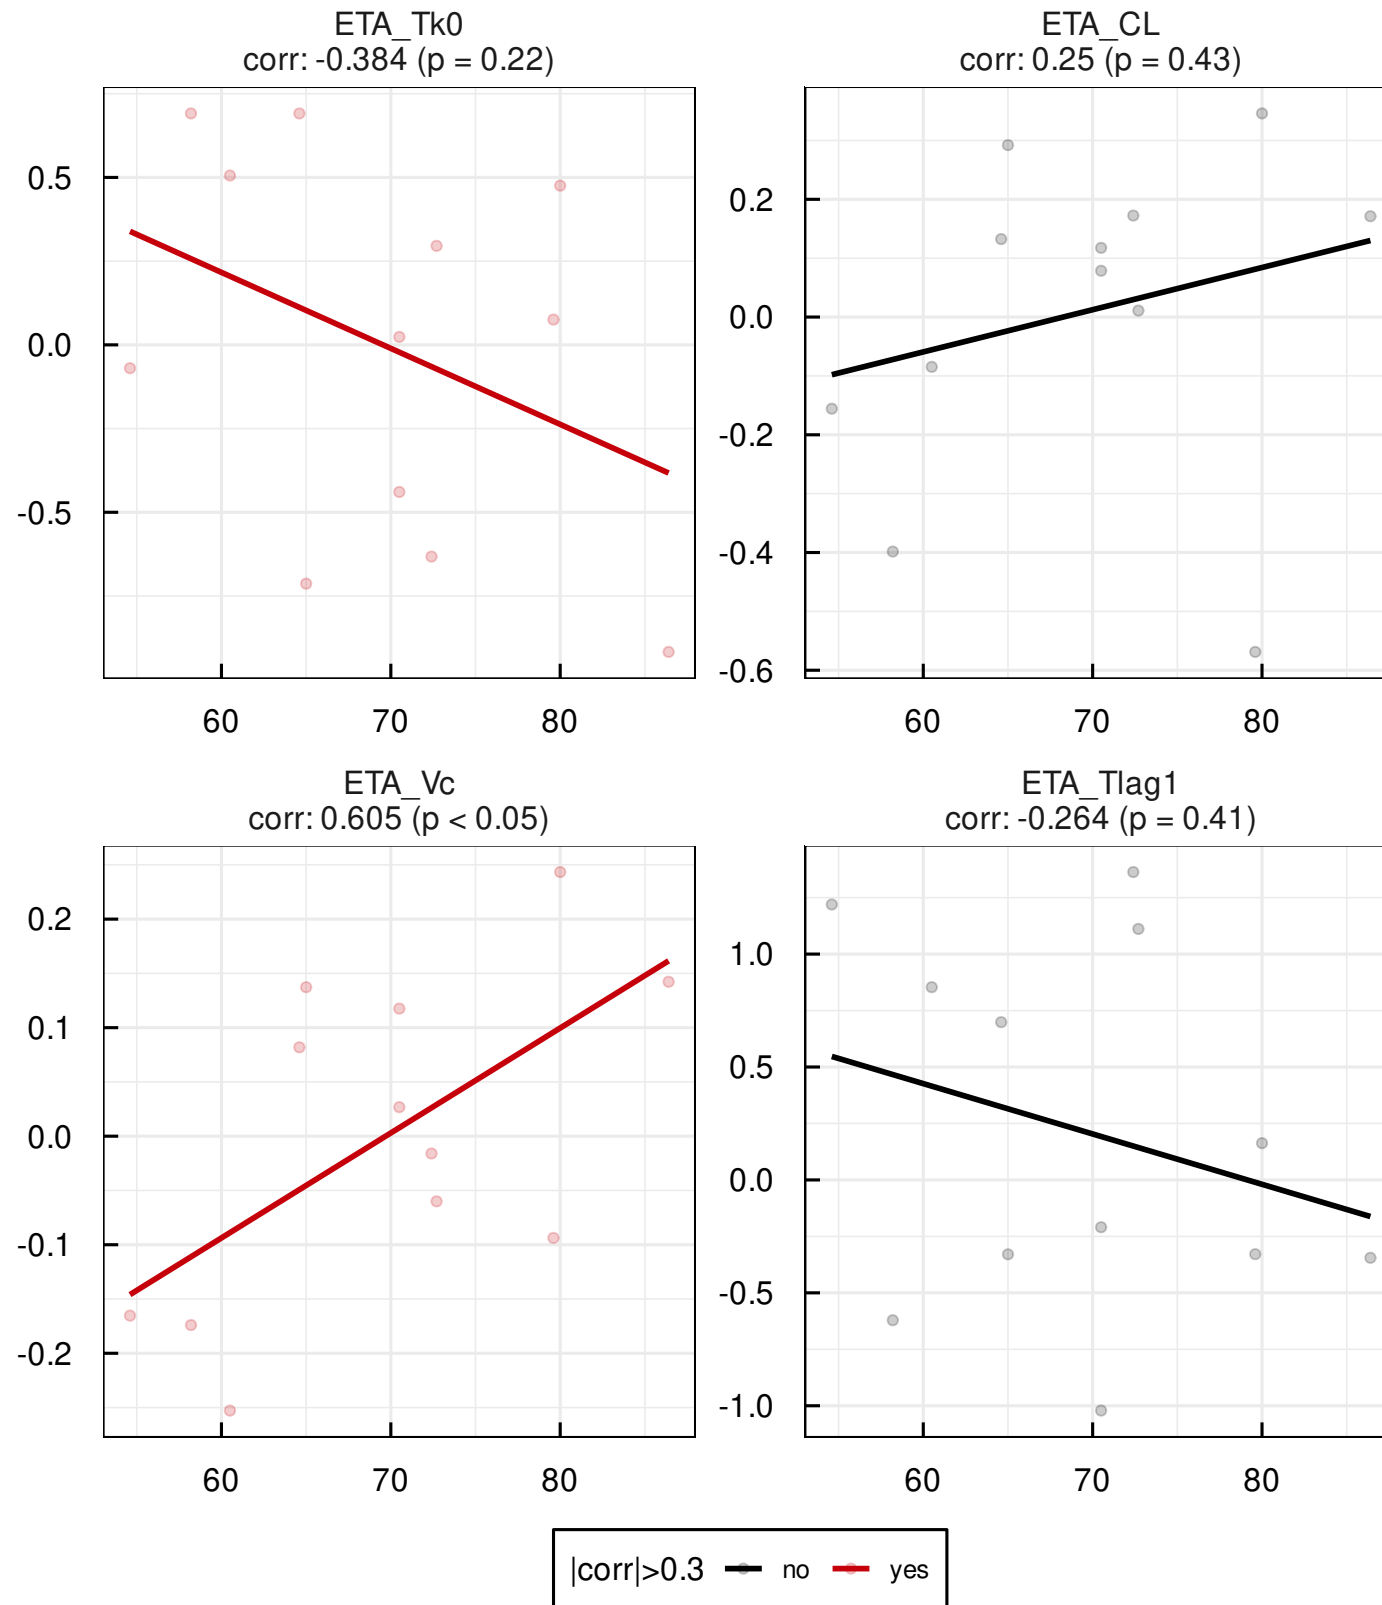 ETA_Tk0
corr: -0.384 (p = 0.22)
0.5
0.0
-0.5
60 70 80
ETA_CL
corr: 0.25 (p = 0.43)
0.2
0.0
-0.2
-0.4
-0.6
60 70 80
ETA_Vc
corr: 0.605 (p < 0.05)
0.2
0.1
0.0
-0.1
-0.2
60 70 80
ETA_Tlag1
corr: -0.264 (p = 0.41)
1.0
0.5
0.0
-0.5
-1.0
60 70 80
|corr|>0.3 no yes